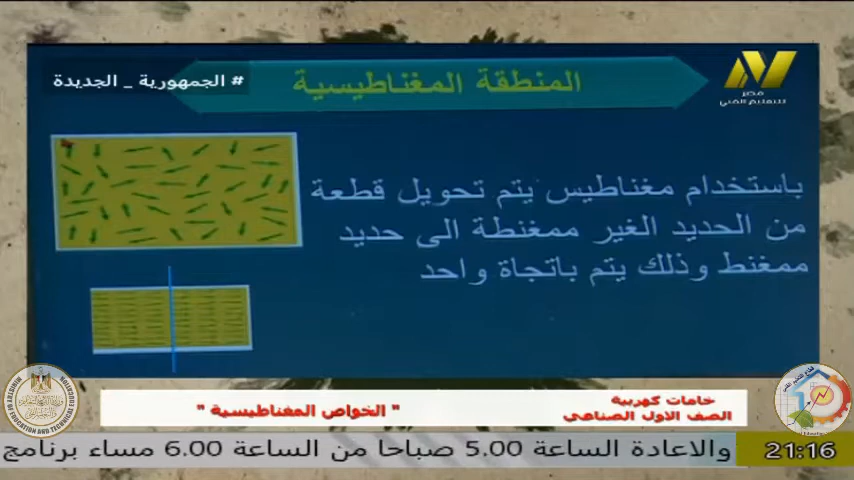 # الجمهورية _ الجديدة
المنطقة المغناطيسية
مصر
للتعليم الفني
باستخدام مغناطيس يتم تحويل قطعة
من الحديد الغير ممغنطة الى حديد
ممغنط وذلك يتم باتجاة واحد
خامات كهربية
الصف الاول الصناعى
" الخواص المغناطيسية "
والاعادة الساعة 5.00 صباحا من الساعة 6.00 مساء برنامج
21:16